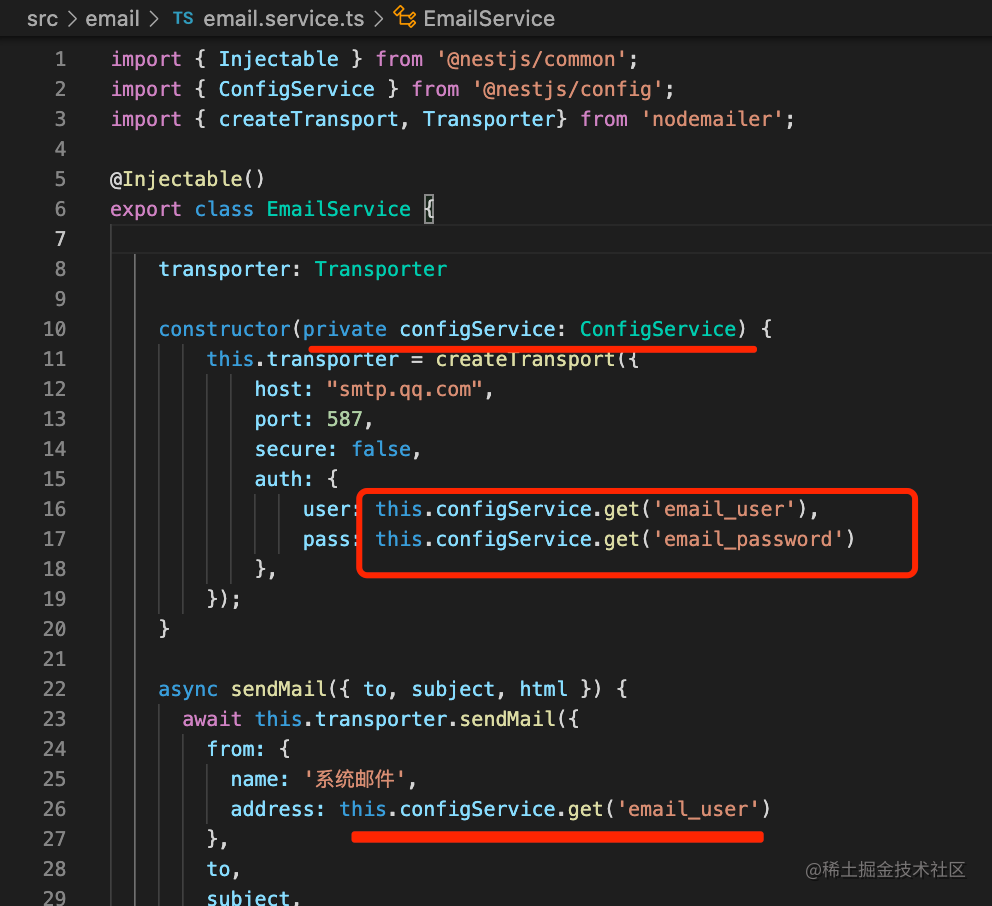 src > email > TS email.service.ts > EmailService
1 import { Injectable } from '@nestjs/common';
2 import { ConfigService } from '@nestjs/config';
3 import { createTransport, Transporter} from 'nodemailer';
4
5 @Injectable()
6 export class EmailService {
7
8     transporter: Transporter
9
10     constructor(private configService: ConfigService) {
11         this.transporter = createTransport({
12             host: "smtp.qq.com",
13             port: 587,
14             secure: false,
15             auth: {
16                 user: this.configService.get('email_user'),
17                 pass: this.configService.get('email_password')
18             },
19         });
20     }
21
22     async sendMail({ to, subject, html }) {
23       await this.transporter.sendMail({
24         from: {
25           name: '系统邮件',
26           address: this.configService.get('email_user')
27         },
28         to,
29         subject,
@稀土掘金技术社区